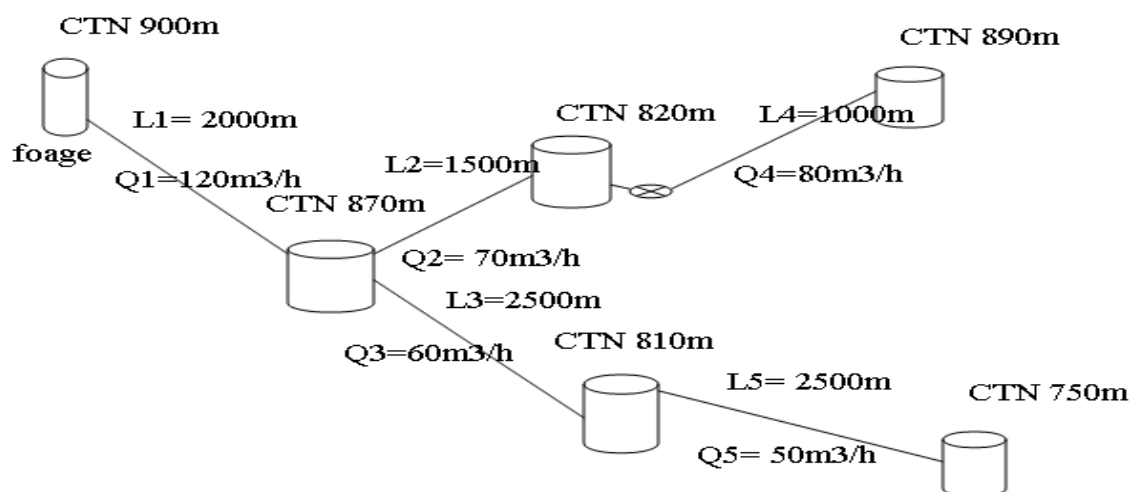 CTN 900m
CTN 890m
L1= 2000m
CTN 820m
L4=1000m
foage
Q1=120m3/h
L2=1500m
Q4=80m3/h
CTN 870m
Q2= 70m3/h
L3=2500m
Q3=60m3/h
CTN 810m
L5= 2500m
CTN 750m
Q5= 50m3/h